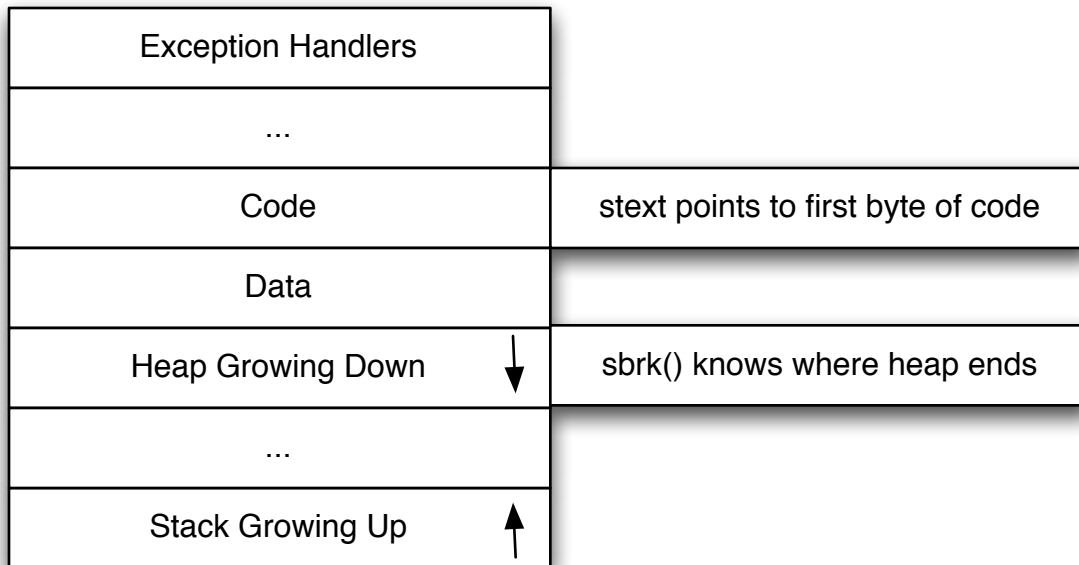 Exception Handlers
...
Code
stext points to first byte of code
Data
Heap Growing Down
sbrk() knows where heap ends
...
Stack Growing Up